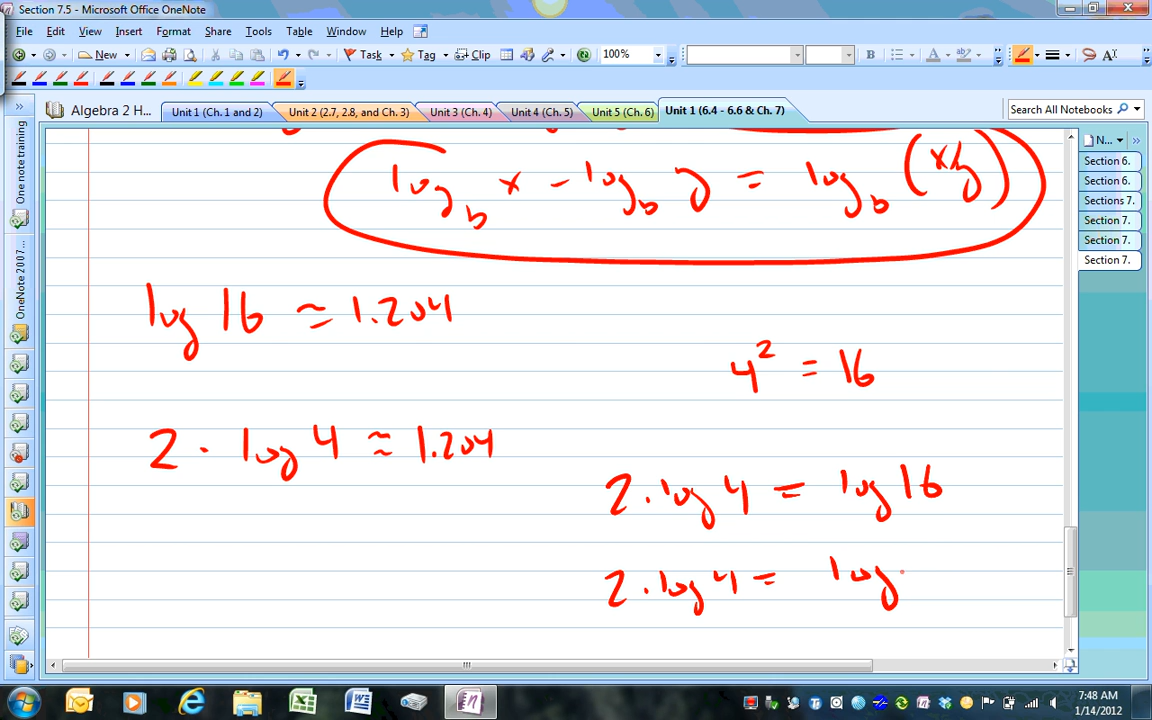 Section 7.5 - Microsoft Office OneNote
File Edit View Insert Format Share Tools Table Window Help
New Task Tag Clip 100% B A ab A
Algebra 2 H... Unit 1 (Ch. 1 and 2) Unit 2 (2.7, 2.8, and Ch. 3) Unit 3 (Ch. 4) Unit 4 (Ch. 5) Unit 5 (Ch. 6) Unit 1 (6.4 - 6.6 & Ch. 7) Search All Notebooks
One note training
OneNote 2007...
N...
Section 6.
Section 6.
Sections 7.
Section 7.
Section 7.
Section 7.
log_b x - log_b y = log_b (x/y)
log 16 ≈ 1.204
4² = 16
2 · log 4 ≈ 1.204
2 · log 4 = log 16
2 · log 4 = log
7:48 AM
1/14/2012